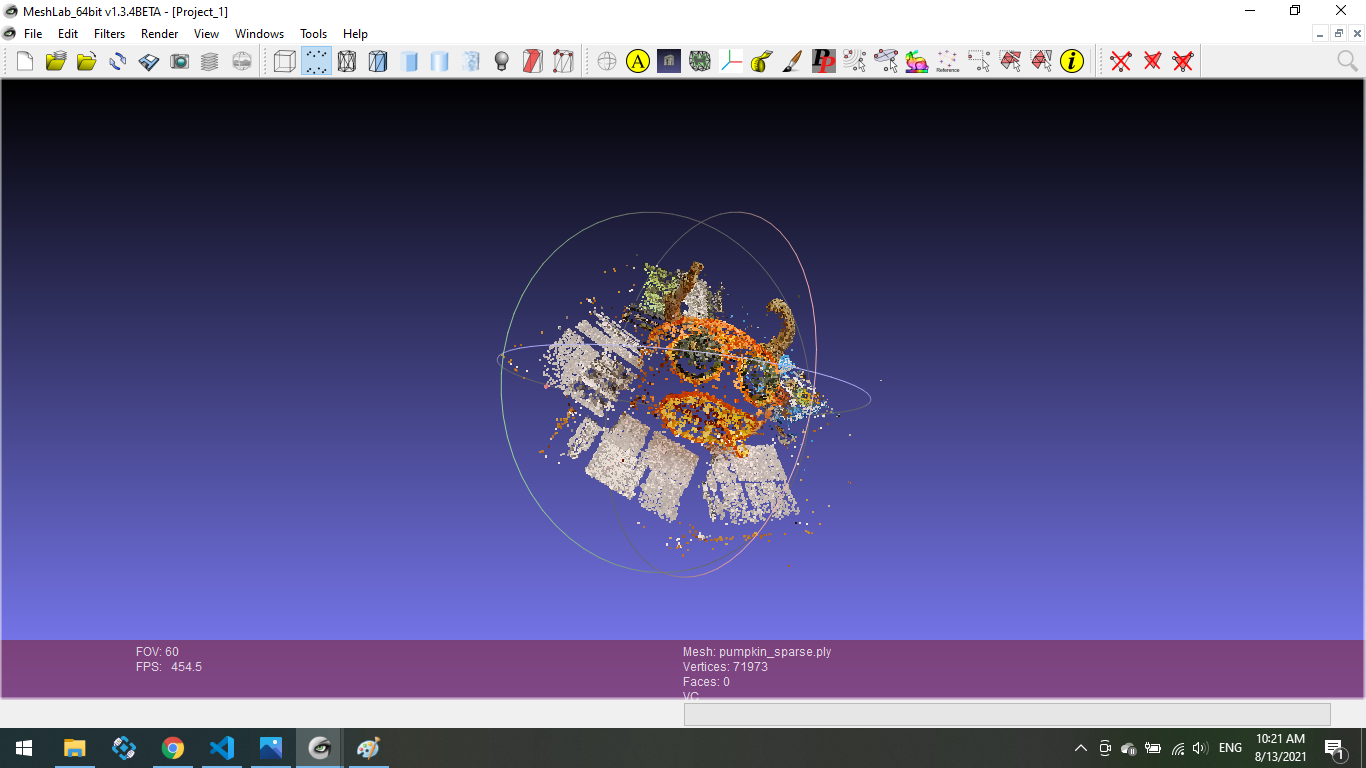 MeshLab_64bit v1.3.4BETA - [Project_1]
File Edit Filters Render View Windows Tools Help
A
PP
Reference
i
FOV: 60
FPS: 454.5
Mesh: pumpkin_sparse.ply
Vertices: 71973
Faces: 0
VC
ENG
10:21 AM
8/13/2021
1